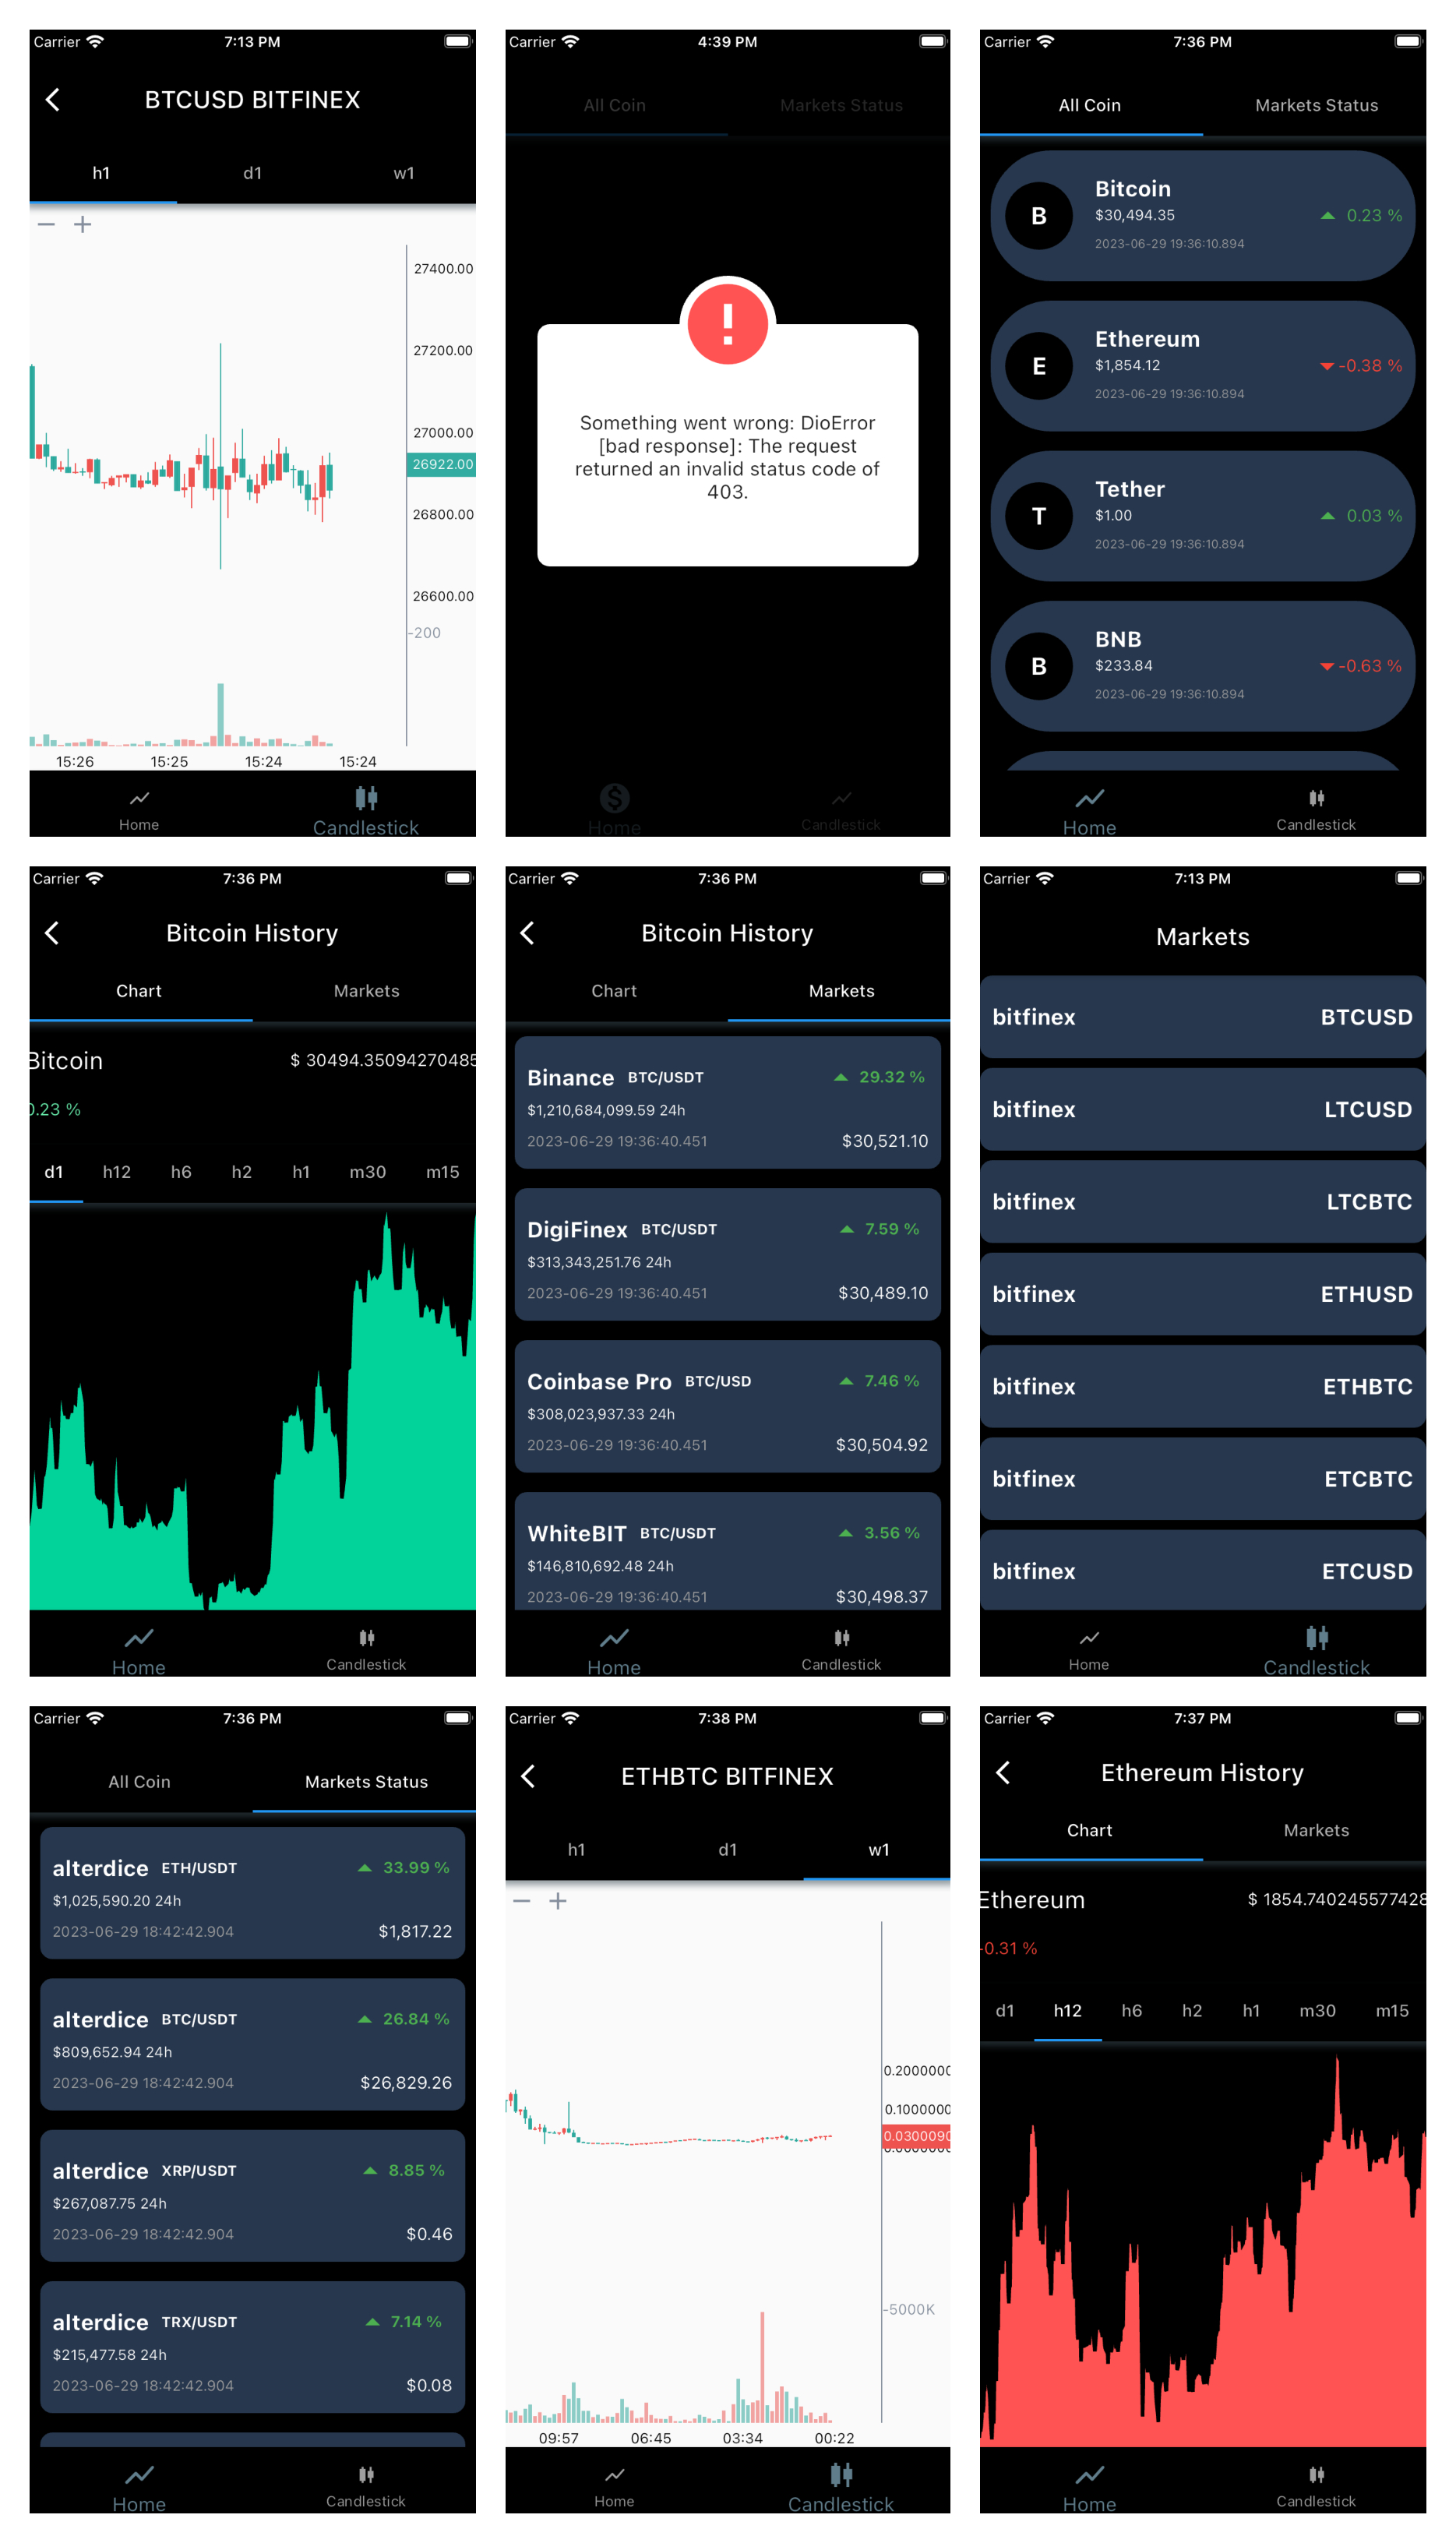 Carrier 7:13 PM
BTCUSD BITFINEX
h1 d1 w1
− +
27400.00
27200.00
27000.00
26922.00
26800.00
26600.00
-200
15:26 15:25 15:24 15:24
Home Candlestick
Carrier 4:39 PM
All Coin Markets Status
!
Something went wrong: DioError
[bad response]: The request
returned an invalid status code of
403.
Home Candlestick
Carrier 7:36 PM
All Coin Markets Status
B
Bitcoin
$30,494.35 0.23 %
2023-06-29 19:36:10.894
E
Ethereum
$1,854.12 -0.38 %
2023-06-29 19:36:10.894
T
Tether
$1.00 0.03 %
2023-06-29 19:36:10.894
B
BNB
$233.84 -0.63 %
2023-06-29 19:36:10.894
Home Candlestick
Carrier 7:36 PM
Bitcoin History
Chart Markets
Bitcoin $ 30494.35094270485
0.23 %
d1 h12 h6 h2 h1 m30 m15
Home Candlestick
Carrier 7:36 PM
Bitcoin History
Chart Markets
Binance BTC/USDT 29.32 %
$1,210,684,099.59 24h
2023-06-29 19:36:40.451 $30,521.10
DigiFinex BTC/USDT 7.59 %
$313,343,251.76 24h
2023-06-29 19:36:40.451 $30,489.10
Coinbase Pro BTC/USD 7.46 %
$308,023,937.33 24h
2023-06-29 19:36:40.451 $30,504.92
WhiteBIT BTC/USDT 3.56 %
$146,810,692.48 24h
2023-06-29 19:36:40.451 $30,498.37
Home Candlestick
Carrier 7:13 PM
Markets
bitfinex BTCUSD
bitfinex LTCUSD
bitfinex LTCBTC
bitfinex ETHUSD
bitfinex ETHBTC
bitfinex ETCBTC
bitfinex ETCUSD
Home Candlestick
Carrier 7:36 PM
All Coin Markets Status
alterdice ETH/USDT 33.99 %
$1,025,590.20 24h
2023-06-29 18:42:42.904 $1,817.22
alterdice BTC/USDT 26.84 %
$809,652.94 24h
2023-06-29 18:42:42.904 $26,829.26
alterdice XRP/USDT 8.85 %
$267,087.75 24h
2023-06-29 18:42:42.904 $0.46
alterdice TRX/USDT 7.14 %
$215,477.58 24h
2023-06-29 18:42:42.904 $0.08
Home Candlestick
Carrier 7:38 PM
ETHBTC BITFINEX
h1 d1 w1
− +
0.2000000
0.1000000
0.0300090
-5000K
09:57 06:45 03:34 00:22
Home Candlestick
Carrier 7:37 PM
Ethereum History
Chart Markets
Ethereum $ 1854.740245577428
-0.31 %
d1 h12 h6 h2 h1 m30 m15
Home Candlestick